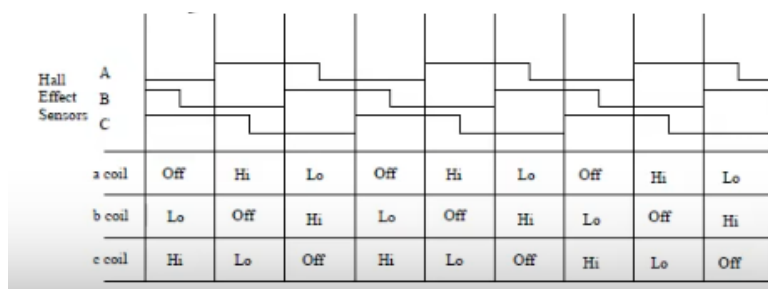 Hall
Effect
Sensors
A
B
C
a coil Off Hi Lo Off Hi Lo Off Hi Lo
b coil Lo Off Hi Lo Off Hi Lo Off Hi
c coil Hi Lo Off Hi Lo Off Hi Lo Off